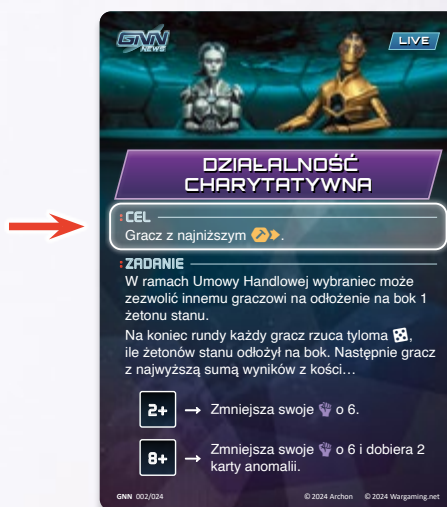 GNN
NEWS
LIVE
DZIAŁALNOŚĆ
CHARYTATYWNA
CEL
Gracz z najniższym .
ZADANIE
W ramach Umowy Handlowej wybraniec może
zezwolić innemu graczowi na odłożenie na bok 1
żetonu stanu.
Na koniec rundy każdy gracz rzuca tyloma ,
ile żetonów stanu odłożył na bok. Następnie gracz
z najwyższą sumą wyników z kości…
2+ → Zmniejsza swoje o 6.
8+ → Zmniejsza swoje o 6 i dobiera 2
karty anomalii.
GNN 002/024 © 2024 Archon © 2024 Wargaming.net